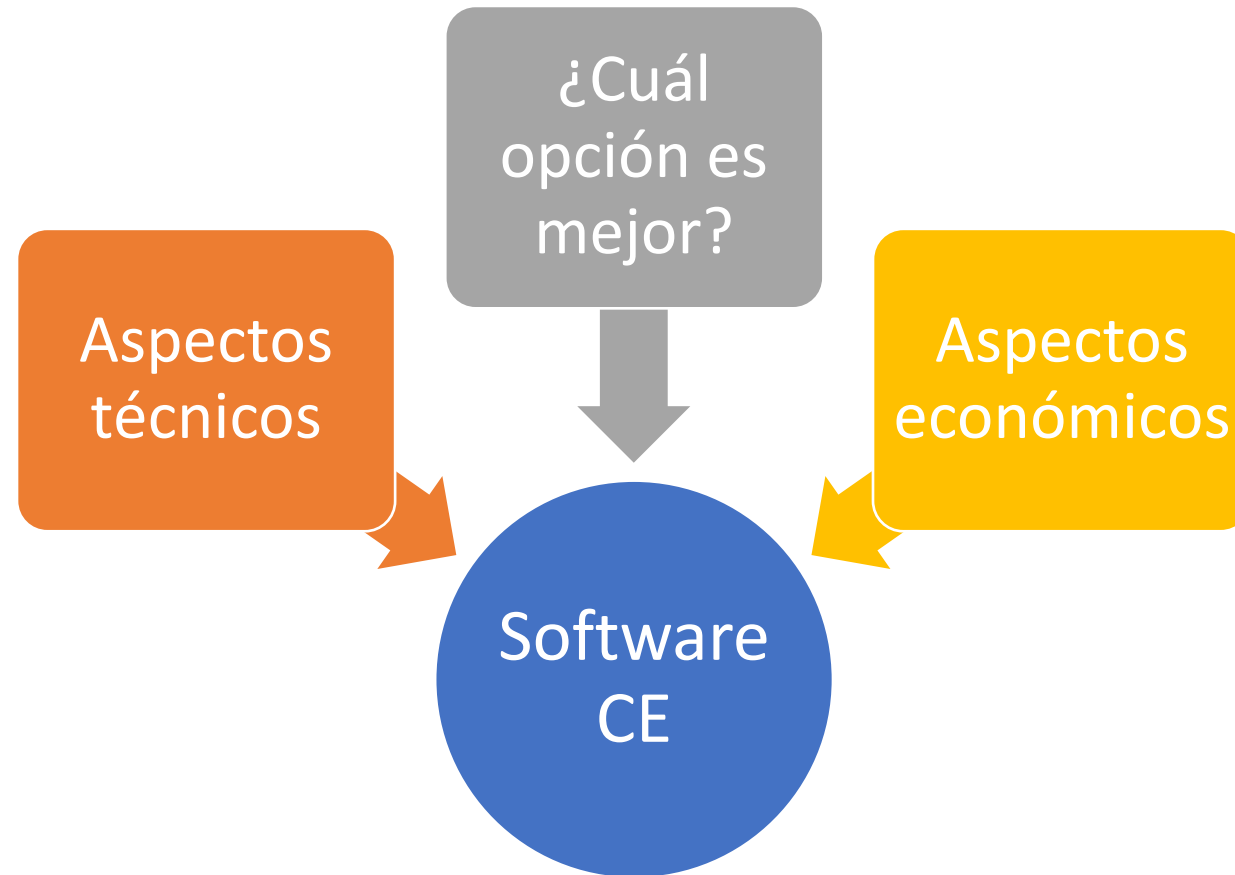 ¿Cuál
opción es
mejor?
Aspectos
técnicos
Aspectos
económicos
Software
CE